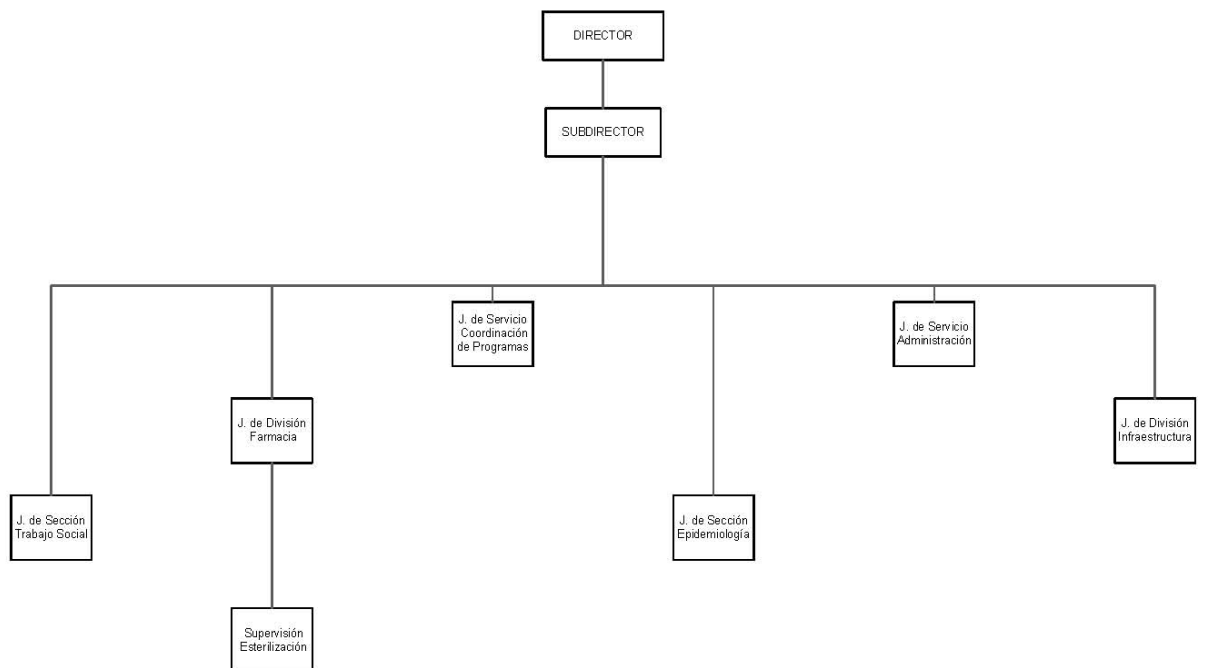 DIRECTOR
SUBDIRECTOR
J. de Servicio
Coordinación
de Programas
J. de Servicio
Administración
J. de División
Farmacia
J. de División
Infraestructura
J. de Sección
Trabajo Social
J. de Sección
Epidemiología
Supervisión
Esterilización